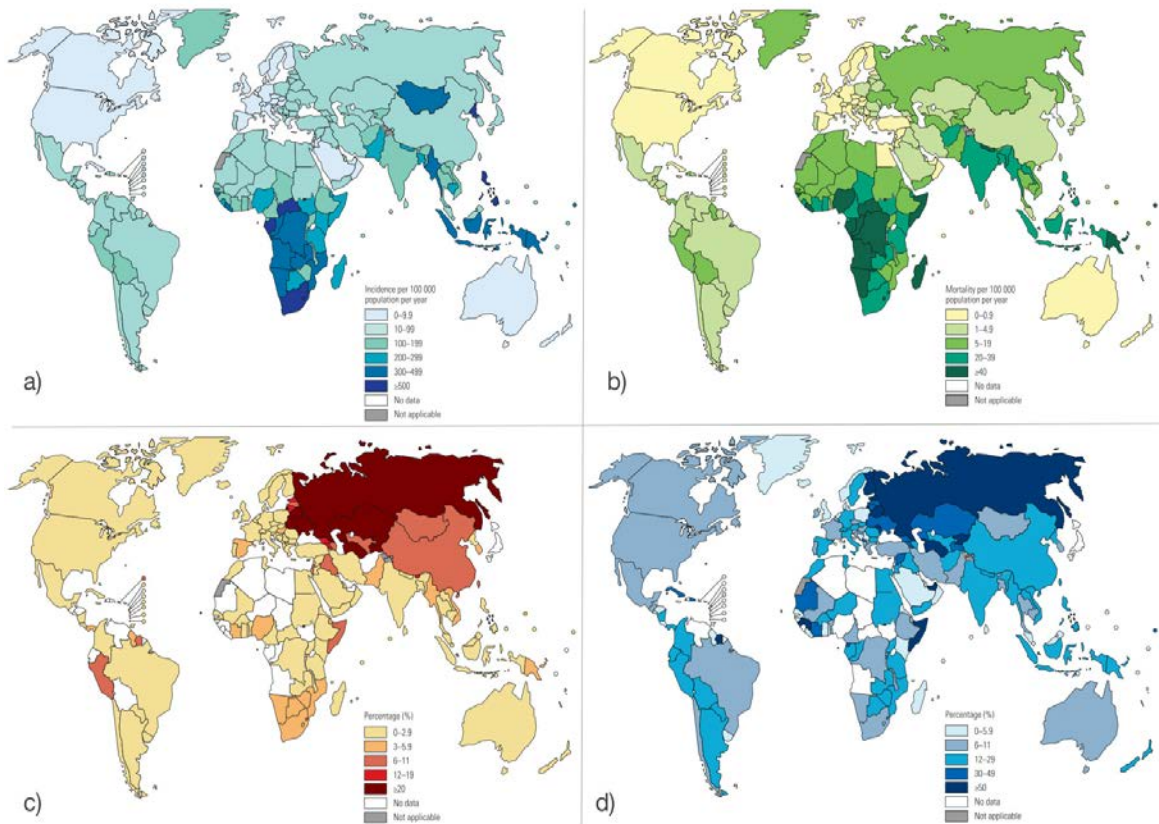 Incidence per 100 000
population per year
0–9.9
10–99
100–199
200–299
300–499
≥500
No data
Not applicable
a)
Mortality per 100 000
population per year
0–0.9
1–4.9
5–19
20–39
≥40
No data
Not applicable
b)
Percentage (%)
0–2.9
3–5.9
6–11
12–19
≥20
No data
Not applicable
c)
Percentage (%)
0–5.9
6–11
12–29
30–49
≥50
No data
Not applicable
d)